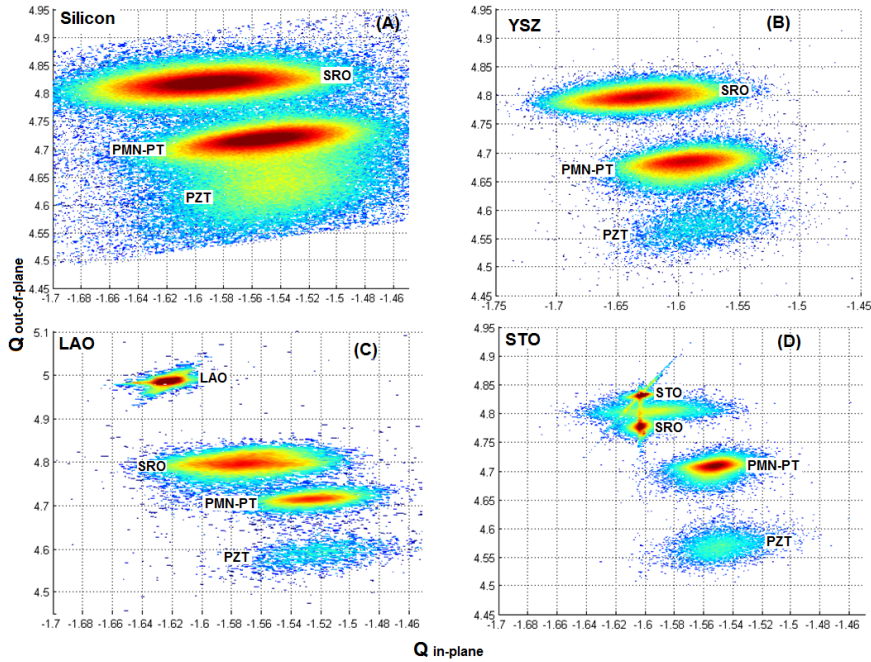 Silicon
(A)
4.95
4.9
4.85
4.8
4.75
4.7
4.65
4.6
4.55
4.5
4.45
SRO
PMN-PT
PZT
-1.7 -1.68 -1.66 -1.64 -1.62 -1.6 -1.58 -1.56 -1.54 -1.52 -1.5 -1.48 -1.46
YSZ
(B)
4.95
4.9
4.85
4.8
4.75
4.7
4.65
4.6
4.55
4.5
4.45
SRO
PMN-PT
PZT
-1.75 -1.7 -1.65 -1.6 -1.55 -1.5 -1.45
Q out-of-plane
LAO
(C)
5.1
5
4.9
4.8
4.7
4.6
4.5
LAO
SRO
PMN-PT
PZT
-1.7 -1.68 -1.66 -1.64 -1.62 -1.6 -1.58 -1.56 -1.54 -1.52 -1.5 -1.48 -1.46
STO
(D)
4.95
4.9
4.85
4.8
4.75
4.7
4.65
4.6
4.55
4.5
4.45
STO
SRO
PMN-PT
PZT
-1.7 -1.68 -1.66 -1.64 -1.62 -1.6 -1.58 -1.56 -1.54 -1.52 -1.5 -1.48 -1.46
Q in-plane